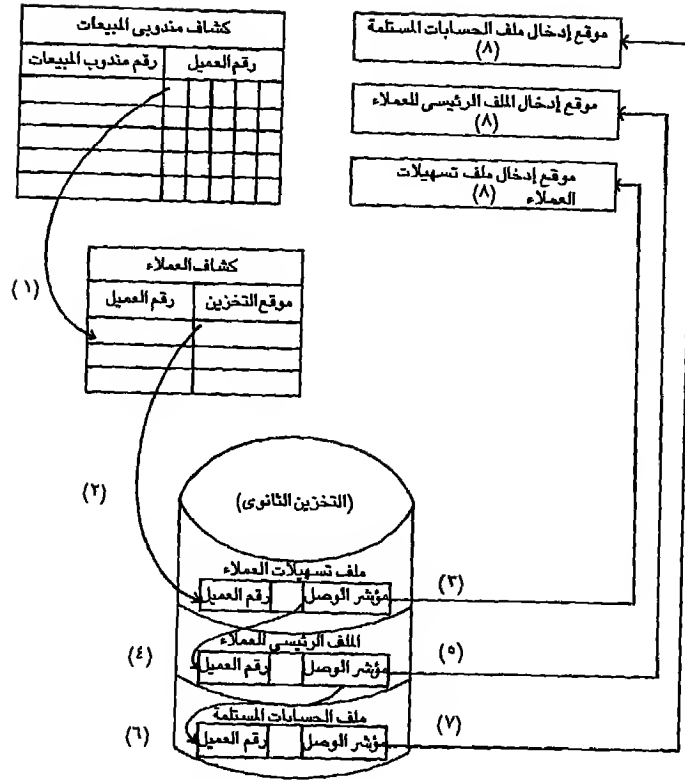 كشاف مندوبى المبيعات
رقم العميل
رقم مندوب المبيعات
موقع إدخال ملف الحسابات المستلمة
(٨)
موقع إدخال الملف الرئيسى للعملاء
(٨)
موقع إدخال ملف تسهيلات
العملاء (٨)
(١)
كشاف العملاء
موقع التخزين
رقم العميل
(٢)
(التخزين الثانوى)
ملف تسهيلات العملاء
مؤشر الوصل
رقم العميل
(٣)
الملف الرئيسي للعملاء
مؤشر الوصل
رقم العميل
(٤)
(٥)
ملف الحسابات المستلمة
مؤشر الوصل
رقم العميل
(٦)
(٧)